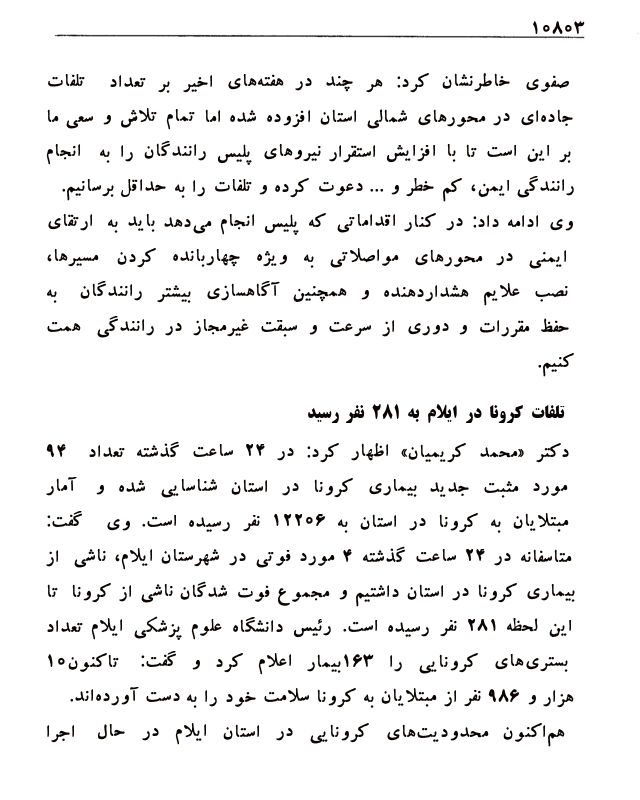 ۱۰۸۰۳
صفوی خاطرنشان کرد: هر چند در هفته‌های اخیر بر تعداد تلفات
جاده‌ای در محورهای شمالی استان افزوده شده اما تمام تلاش و سعی ما
بر این است تا با افزایش استقرار نیروهای پلیس رانندگان را به انجام
رانندگی ایمن، کم خطر و ... دعوت کرده و تلفات را به حداقل برسانیم.
وی ادامه داد: در کنار اقداماتی که پلیس انجام می‌دهد باید به ارتقای
ایمنی در محورهای مواصلاتی به ویژه چهاربانده کردن مسیرها،
نصب علایم هشداردهنده و همچنین آگاهسازی بیشتر رانندگان به
حفظ مقررات و دوری از سرعت و سبقت غیرمجاز در رانندگی همت
کنیم.
تلفات کرونا در ایلام به ۲۸۱ نفر رسید
دکتر «محمد کریمیان» اظهار کرد: در ۲۴ ساعت گذشته تعداد ۹۴
مورد مثبت جدید بیماری کرونا در استان شناسایی شده و آمار
مبتلایان به کرونا در استان به ۱۲۲۰۶ نفر رسیده است. وی گفت:
متاسفانه در ۲۴ ساعت گذشته ۴ مورد فوتی در شهرستان ایلام، ناشی از
بیماری کرونا در استان داشتیم و مجموع فوت شدگان ناشی از کرونا تا
این لحظه ۲۸۱ نفر رسیده است. رئیس دانشگاه علوم پزشکی ایلام تعداد
بستری‌های کرونایی را ۱۶۳بیمار اعلام کرد و گفت: تاکنون۱۰
هزار و ۹۸۶ نفر از مبتلایان به کرونا سلامت خود را به دست آورده‌اند.
هم‌اکنون محدودیت‌های کرونایی در استان ایلام در حال اجرا